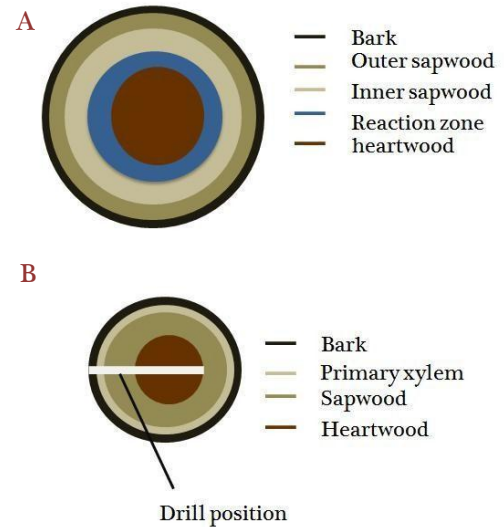 A
Bark
Outer sapwood
Inner sapwood
Reaction zone
heartwood
B
Bark
Primary xylem
Sapwood
Heartwood
Drill position